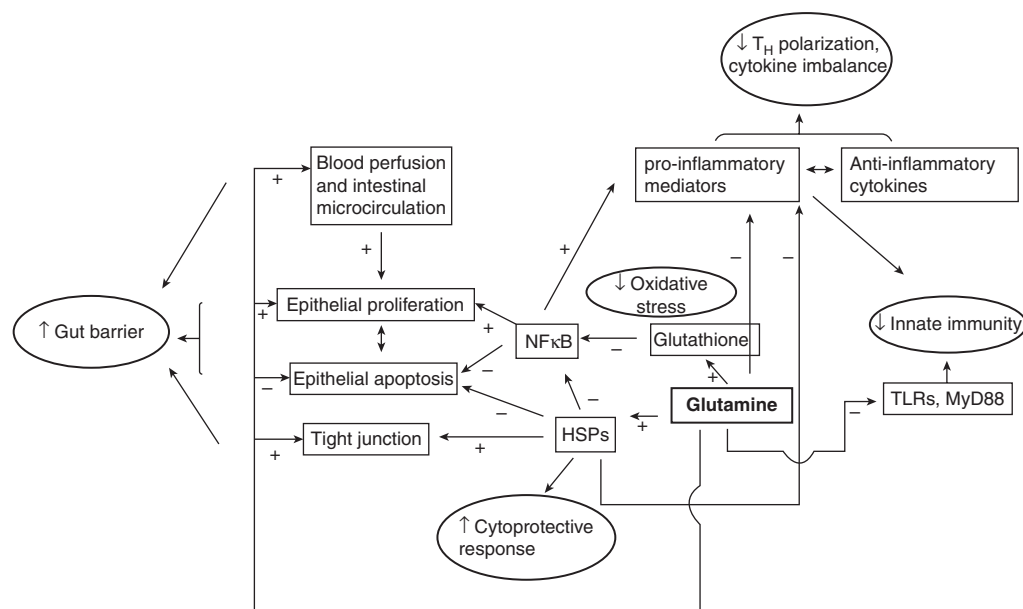 ↓ TH polarization,
cytokine imbalance
Blood perfusion
and intestinal
microcirculation
pro-inflammatory
mediators
Anti-inflammatory
cytokines
+
+
+
−
−
↓ Oxidative
stress
Epithelial proliferation
+
+
↑ Gut barrier
NFκB
−
Glutathione
↓ Innate immunity
Epithelial apoptosis
−
−
+
Glutamine
TLRs, MyD88
−
−
−
Tight junction
+
+
HSPs
+
↑ Cytoprotective
response